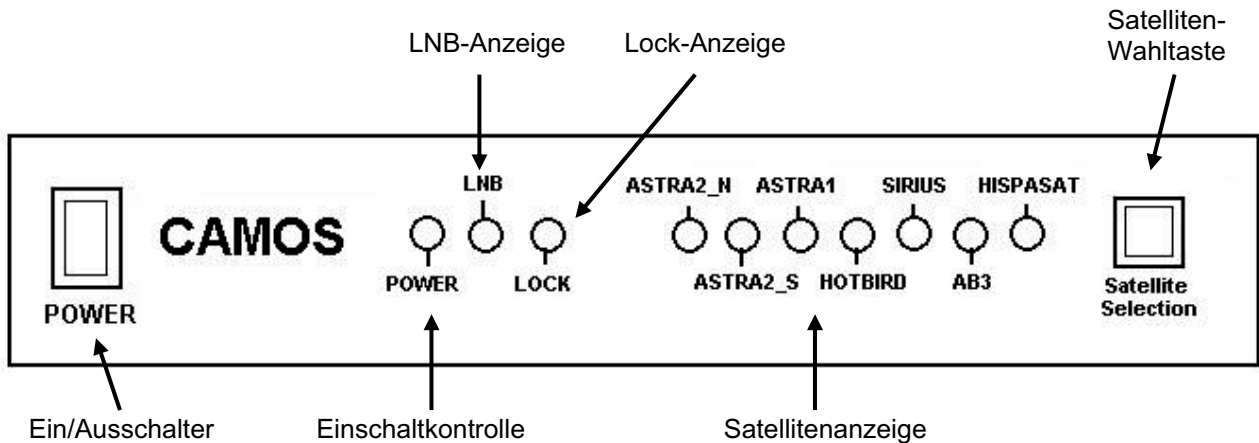 Satelliten-
Wahltaste
LNB-Anzeige
Lock-Anzeige
LNB
ASTRA2_N
ASTRA1
SIRIUS
HISPASAT
CAMOS
POWER
LOCK
ASTRA2_S
HOTBIRD
AB3
Satellite
Selection
POWER
Ein/Ausschalter
Einschaltkontrolle
Satellitenanzeige